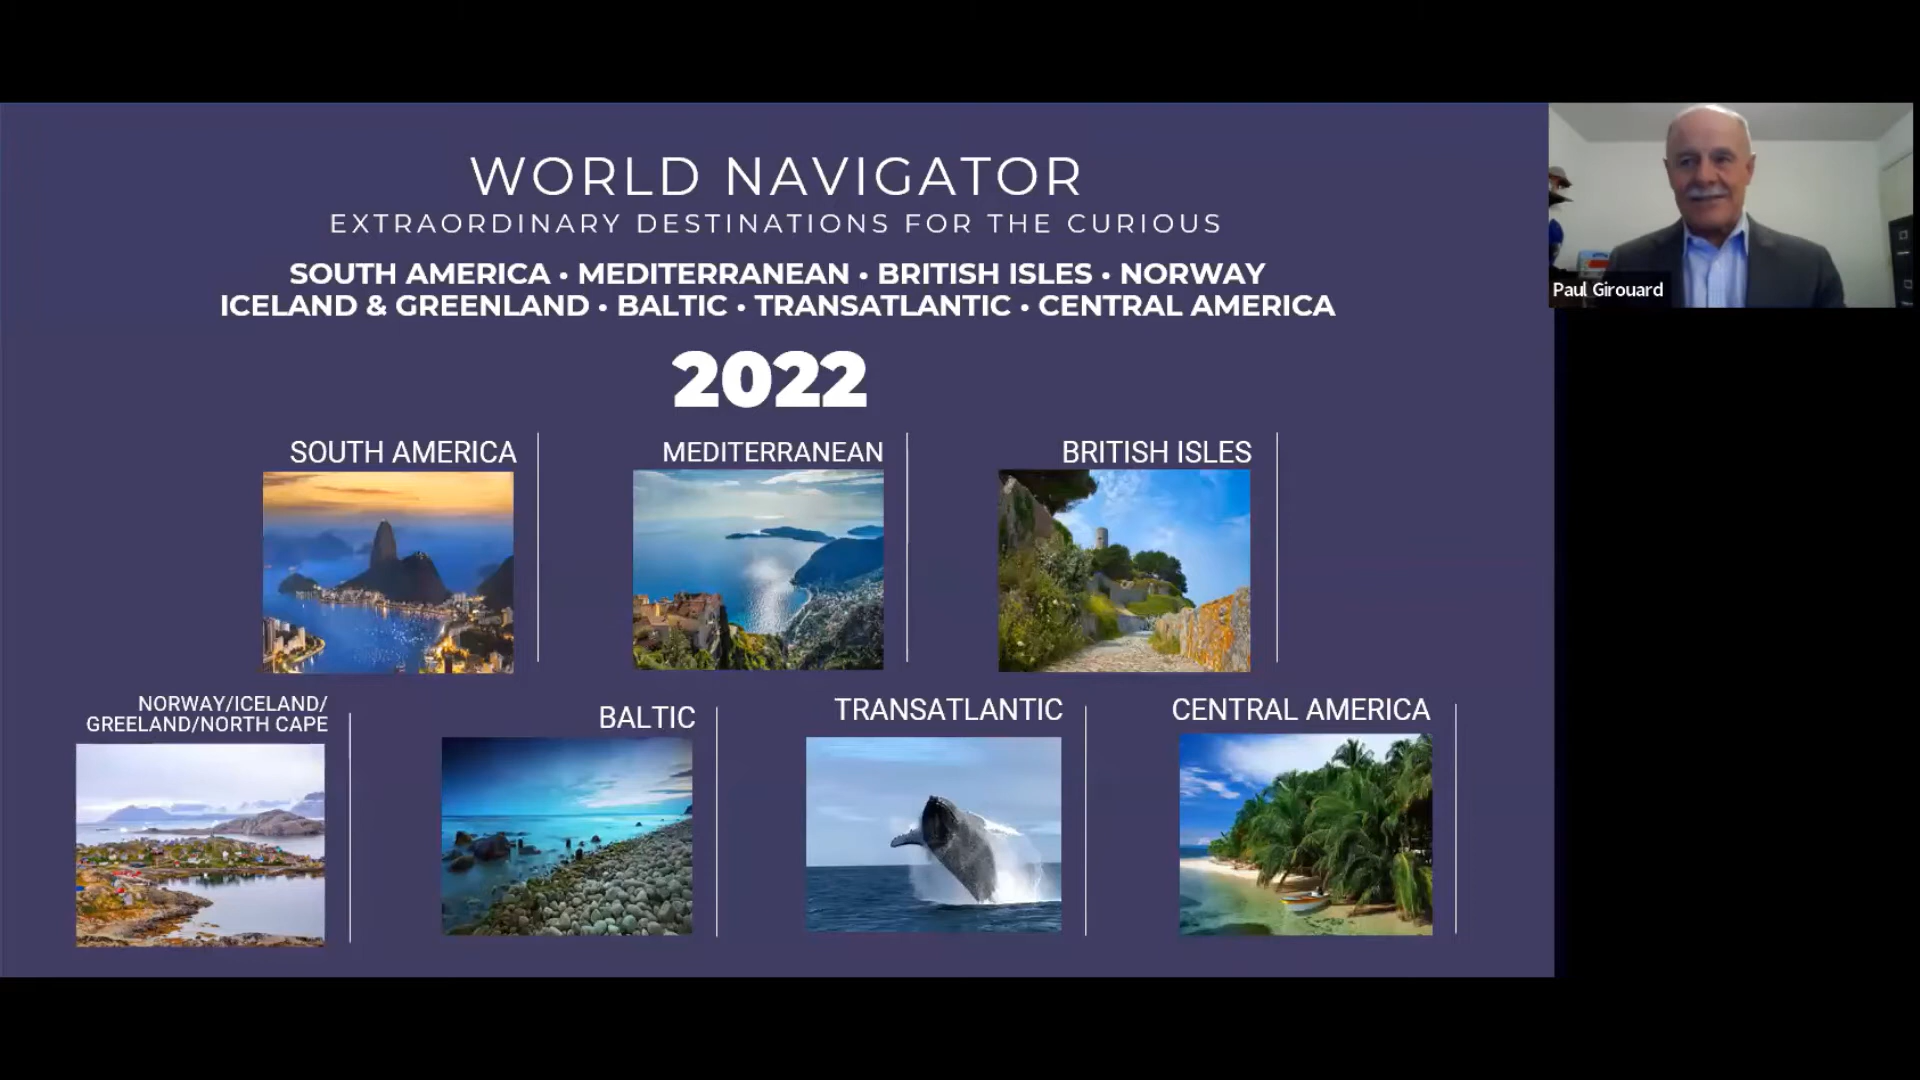 WORLD NAVIGATOR
EXTRAORDINARY DESTINATIONS FOR THE CURIOUS
SOUTH AMERICA • MEDITERRANEAN • BRITISH ISLES • NORWAY
ICELAND & GREENLAND • BALTIC • TRANSATLANTIC • CENTRAL AMERICA
2022
SOUTH AMERICA
MEDITERRANEAN
BRITISH ISLES
NORWAY/ICELAND/
GREELAND/NORTH CAPE
BALTIC
TRANSATLANTIC
CENTRAL AMERICA
Paul Girouard